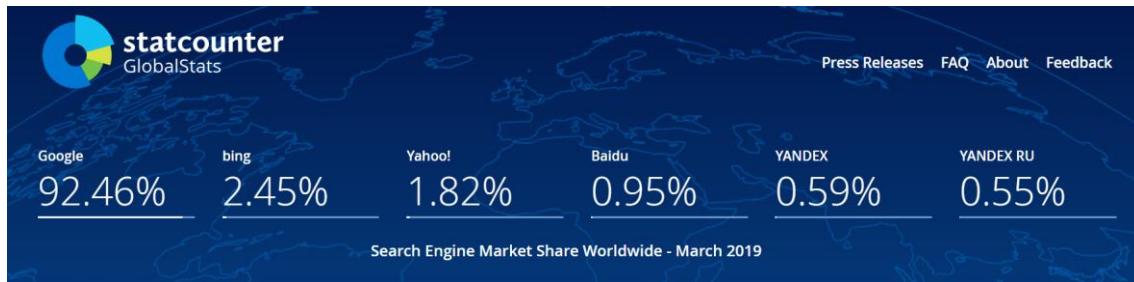 statcounter
GlobalStats
Press Releases FAQ About Feedback
Google bing Yahoo! Baidu YANDEX YANDEX RU
92.46% 2.45% 1.82% 0.95% 0.59% 0.55%
Search Engine Market Share Worldwide - March 2019